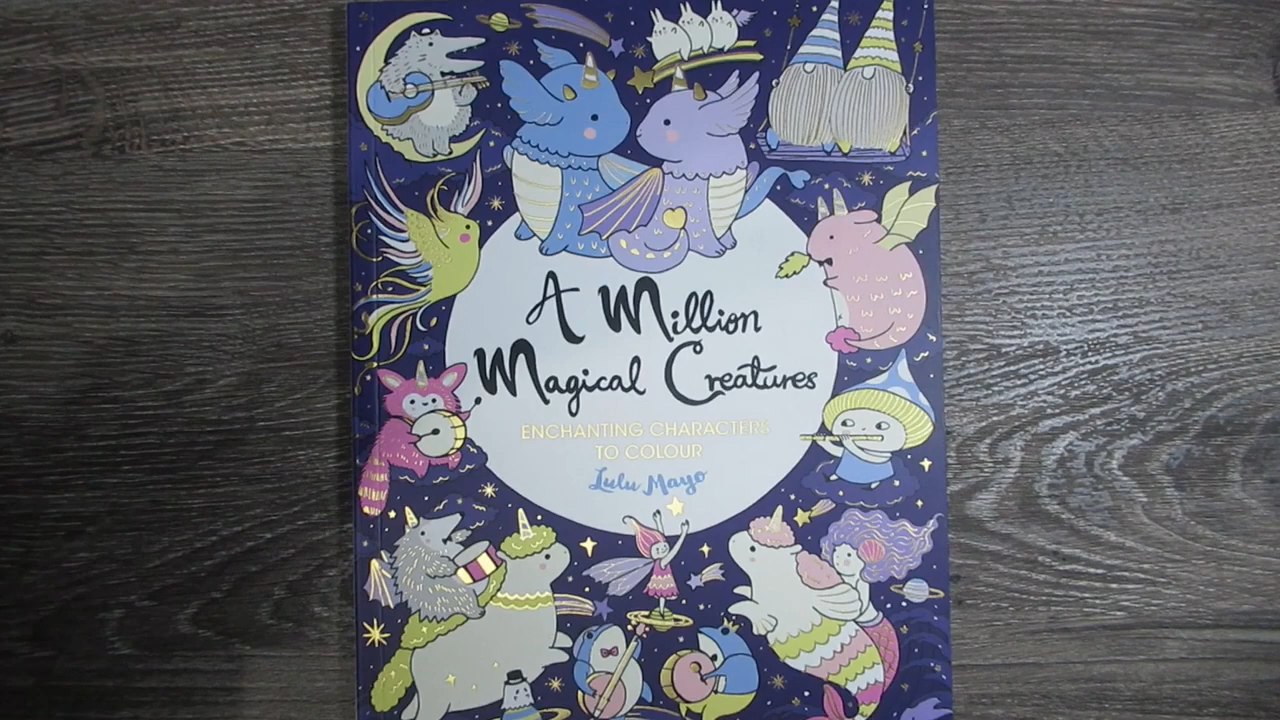 A Million
Magical Creatures
ENCHANTING CHARACTERS
TO COLOUR
Lulu Mayo